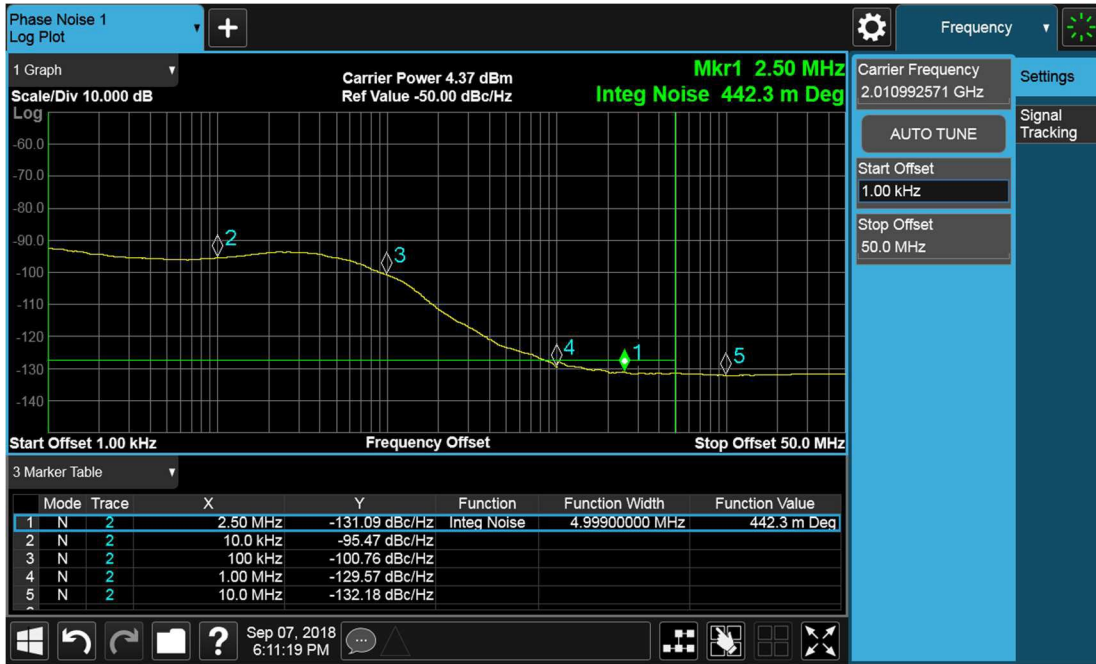 Phase Noise 1
Log Plot
+
Frequency
1 Graph
Scale/Div 10.000 dB
Carrier Power 4.37 dBm
Ref Value -50.00 dBc/Hz
Mkr1 2.50 MHz
Integ Noise 442.3 m Deg
Log
-60.0
-70.0
-80.0
-90.0
-100
-110
-120
-130
-140
2
3
4
1
5
Start Offset 1.00 kHz
Frequency Offset
Stop Offset 50.0 MHz
Carrier Frequency
2.010992571 GHz
AUTO TUNE
Start Offset
1.00 kHz
Stop Offset
50.0 MHz
Settings
Signal
Tracking
3 Marker Table
Mode Trace X Y Function Function Width Function Value
1 N 2 2.50 MHz -131.09 dBc/Hz Integ Noise 4.99900000 MHz 442.3 m Deg
2 N 2 10.0 kHz -95.47 dBc/Hz
3 N 2 100 kHz -100.76 dBc/Hz
4 N 2 1.00 MHz -129.57 dBc/Hz
5 N 2 10.0 MHz -132.18 dBc/Hz
?
Sep 07, 2018
6:11:19 PM